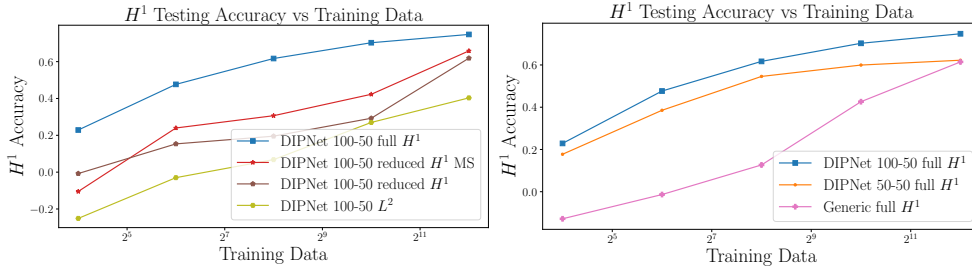 H¹ Testing Accuracy vs Training Data
H¹ Accuracy
0.6
0.4
0.2
0.0
−0.2
DIPNet 100-50 full H¹
DIPNet 100-50 reduced H¹ MS
DIPNet 100-50 reduced H¹
DIPNet 100-50 L²
2⁵ 2⁷ 2⁹ 2¹¹
Training Data
H¹ Testing Accuracy vs Training Data
H¹ Accuracy
0.6
0.4
0.2
0.0
DIPNet 100-50 full H¹
DIPNet 50-50 full H¹
Generic full H¹
2⁵ 2⁷ 2⁹ 2¹¹
Training Data